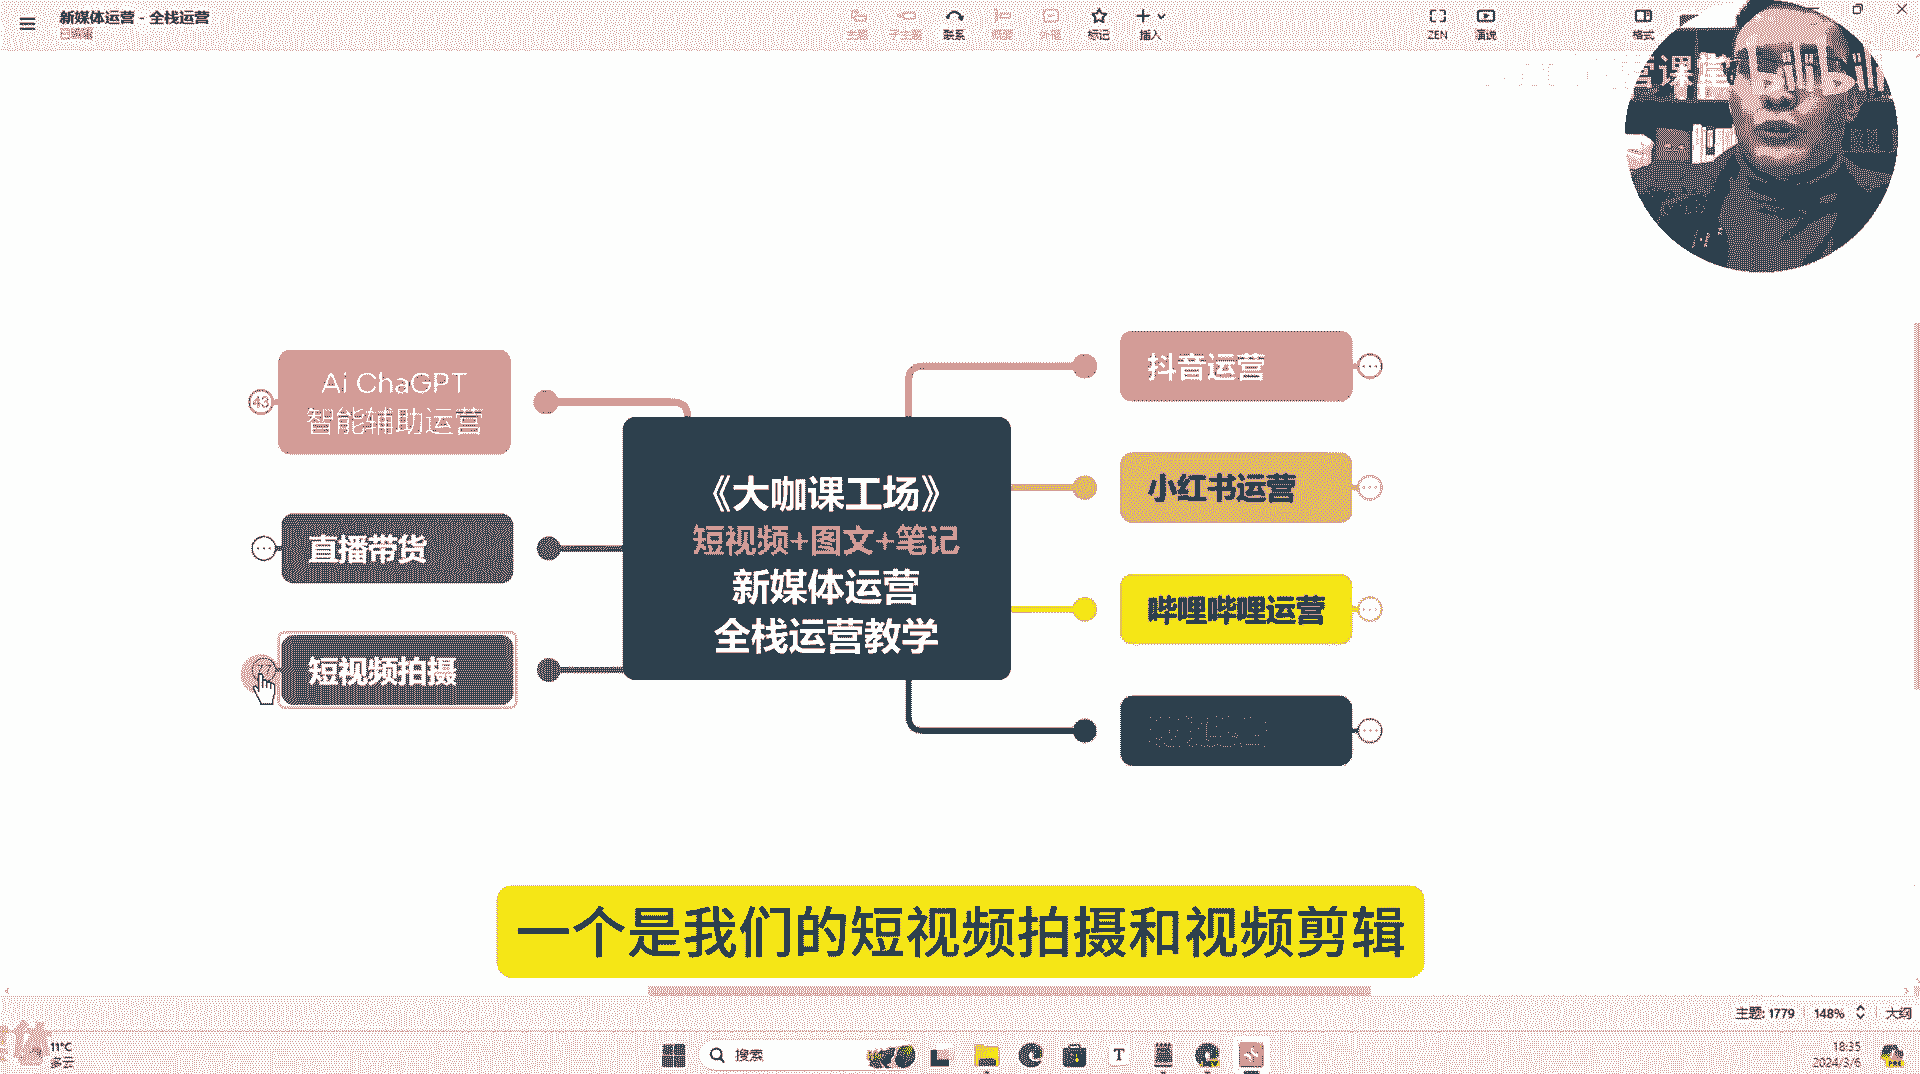 新媒体运营 - 全栈运营
已编辑
主题
子主题
联系
概要
外框
标记
插入
ZEN
演说
格式
营课堂
bilibili
Ai ChaGPT
智能辅助运营
43
直播带货
短视频拍摄
77
《大咖课工场》
短视频+图文+笔记
新媒体运营
全栈运营教学
抖音运营
小红书运营
哔哩哔哩运营
一个是我们的短视频拍摄和视频剪辑
主题: 1779
148%
大纲
11°C
多云
搜索
18:35
2024/3/6